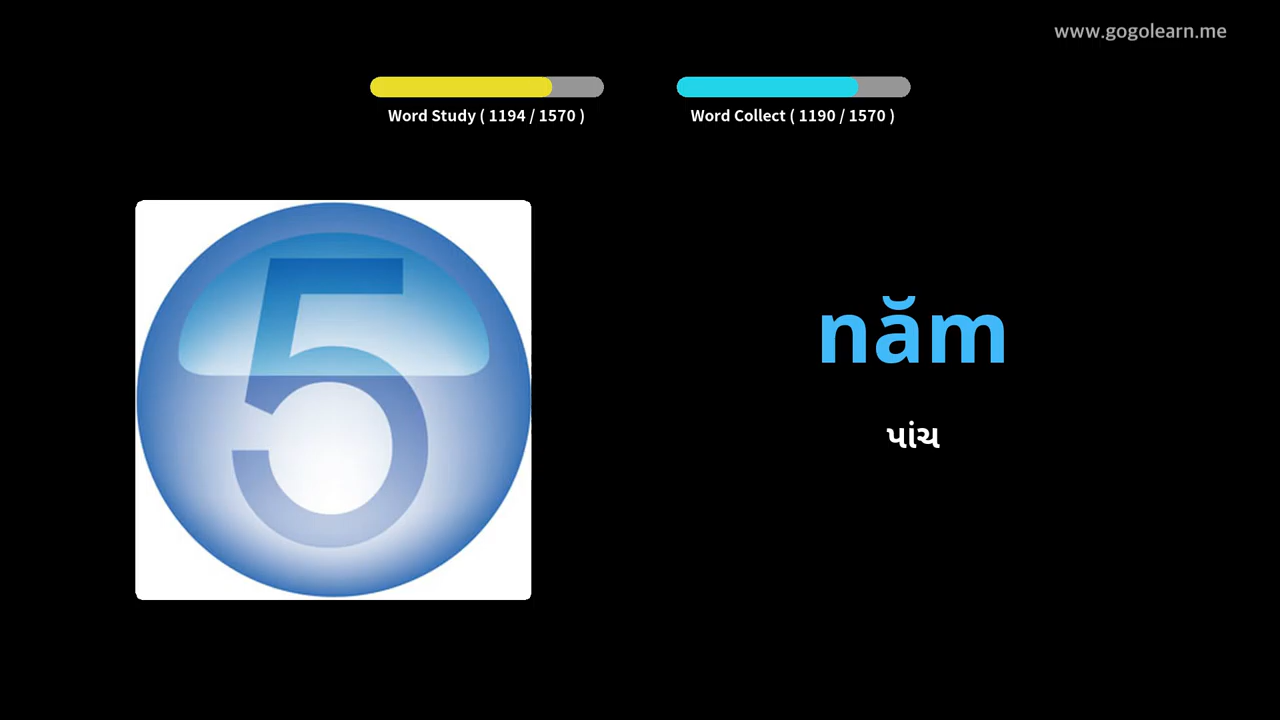 www.gogolearn.me
Word Study ( 1194 / 1570 )
Word Collect ( 1190 / 1570 )
5
năm
પાંચ